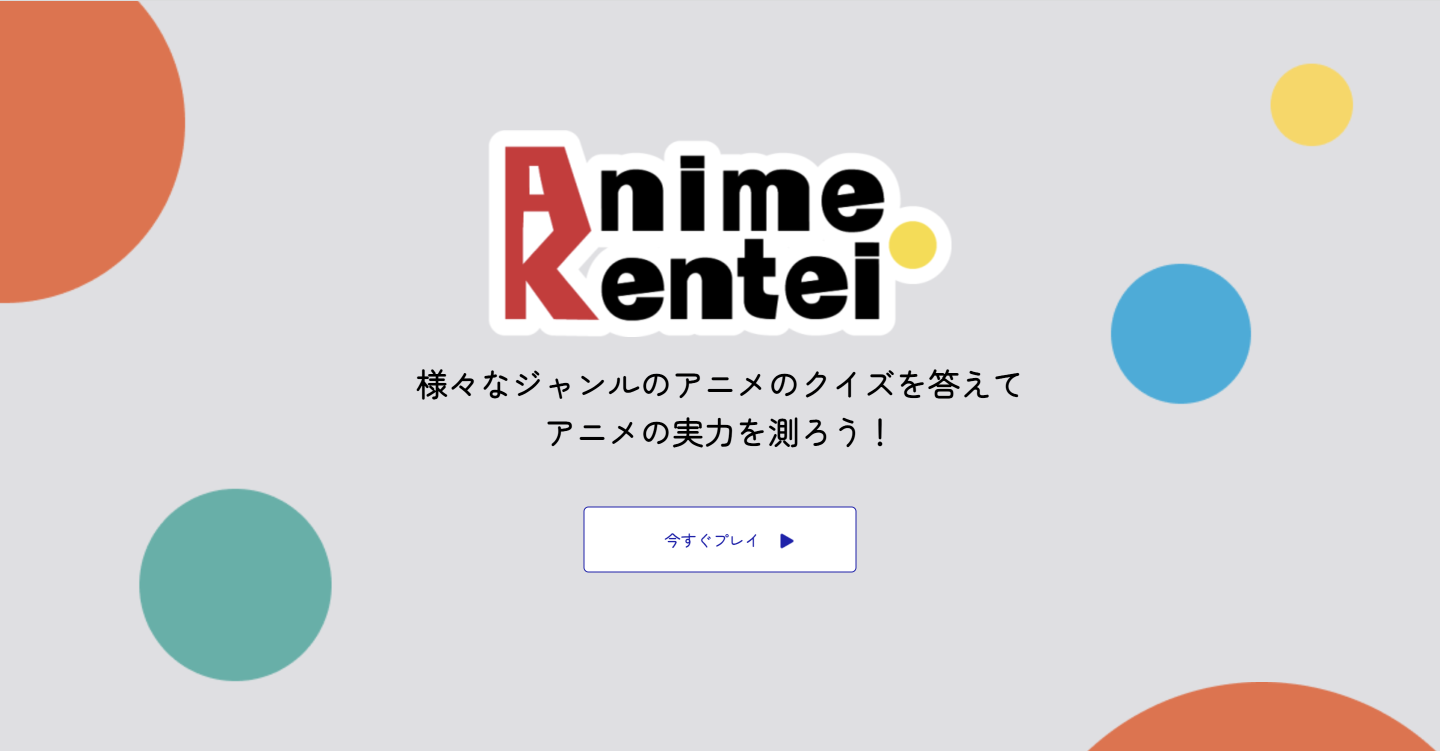 Anime
Kentei
様々なジャンルのアニメのクイズを答えて
アニメの実力を測ろう！
今すぐプレイ